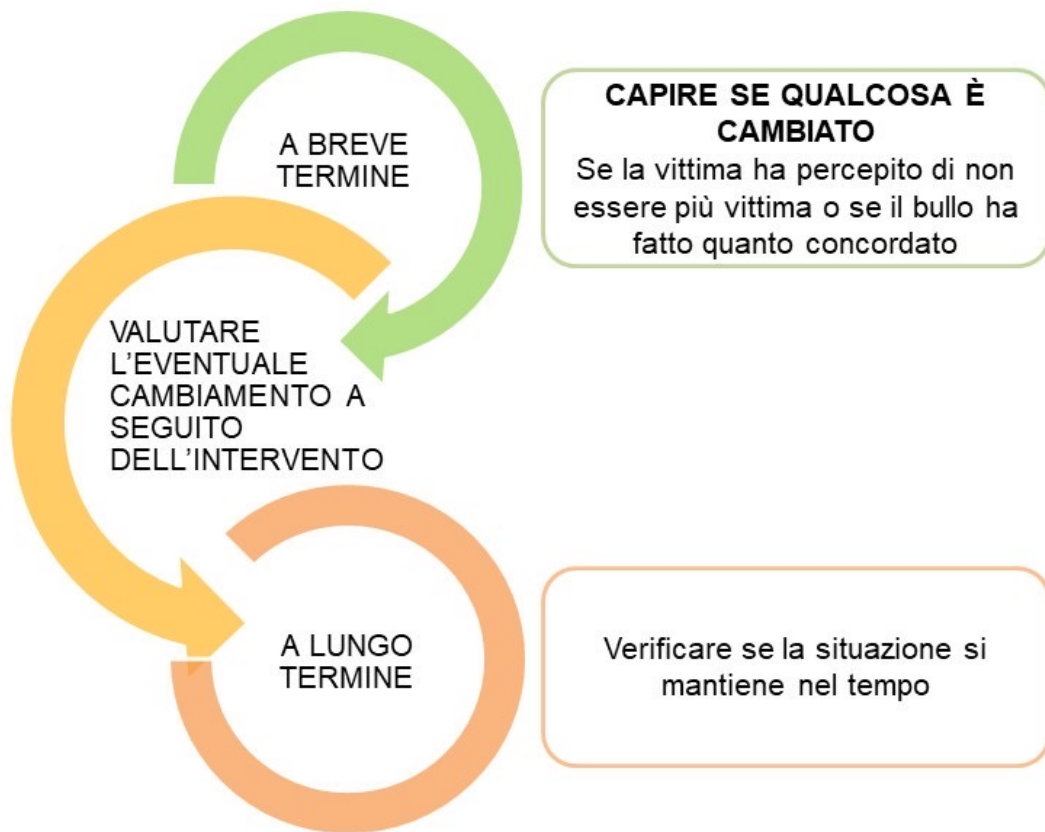 A BREVE
TERMINE
CAPIRE SE QUALCOSA È
CAMBIATO
Se la vittima ha percepito di non
essere più vittima o se il bullo ha
fatto quanto concordato
VALUTARE
L'EVENTUALE
CAMBIAMENTO A
SEGUITO
DELL'INTERVENTO
A LUNGO
TERMINE
Verificare se la situazione si
mantiene nel tempo